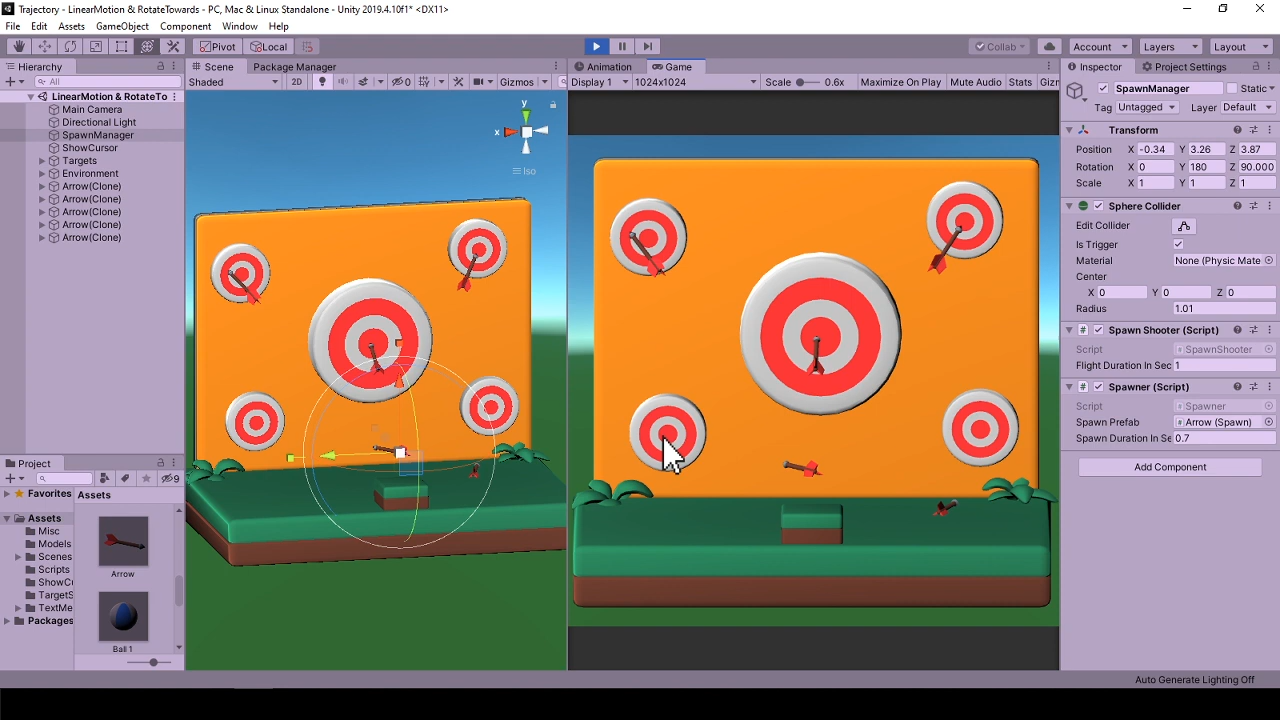 Trajectory - LinearMotion & RotateTowards - PC, Mac & Linux Standalone - Unity 2019.4.10f1* <DX11>
File Edit Assets GameObject Component Window Help
Pivot Local Collab Account Layers Layout
Hierarchy
All
LinearMotion & RotateTo
Main Camera
Directional Light
SpawnManager
ShowCursor
Targets
Environment
Arrow(Clone)
Arrow(Clone)
Arrow(Clone)
Arrow(Clone)
Arrow(Clone)
Project
9
Favorites
Assets
Misc
Models
Scenes
Scripts
ShowCu
TargetS
TextMe
Packages
Assets
Arrow
Ball 1
Scene Package Manager
Shaded 2D 0 Gizmos
y
x
Iso
Animation Game
Display 1 1024x1024 Scale 0.6x Maximize On Play Mute Audio Stats Gizn
Inspector Project Settings
SpawnManager Static
Tag Untagged Layer Default
Transform
Position X -0.34 Y 3.26 Z 3.87
Rotation X 0 Y 180 Z 90.000
Scale X 1 Y 1 Z 1
Sphere Collider
Edit Collider
Is Trigger
Material None (Physic Mate
Center
X 0 Y 0 Z 0
Radius 1.01
# Spawn Shooter (Script)
Script SpawnShooter
Flight Duration In Sec 1
# Spawner (Script)
Script Spawner
Spawn Prefab Arrow (Spawn)
Spawn Duration In Se 0.7
Add Component
Auto Generate Lighting Off